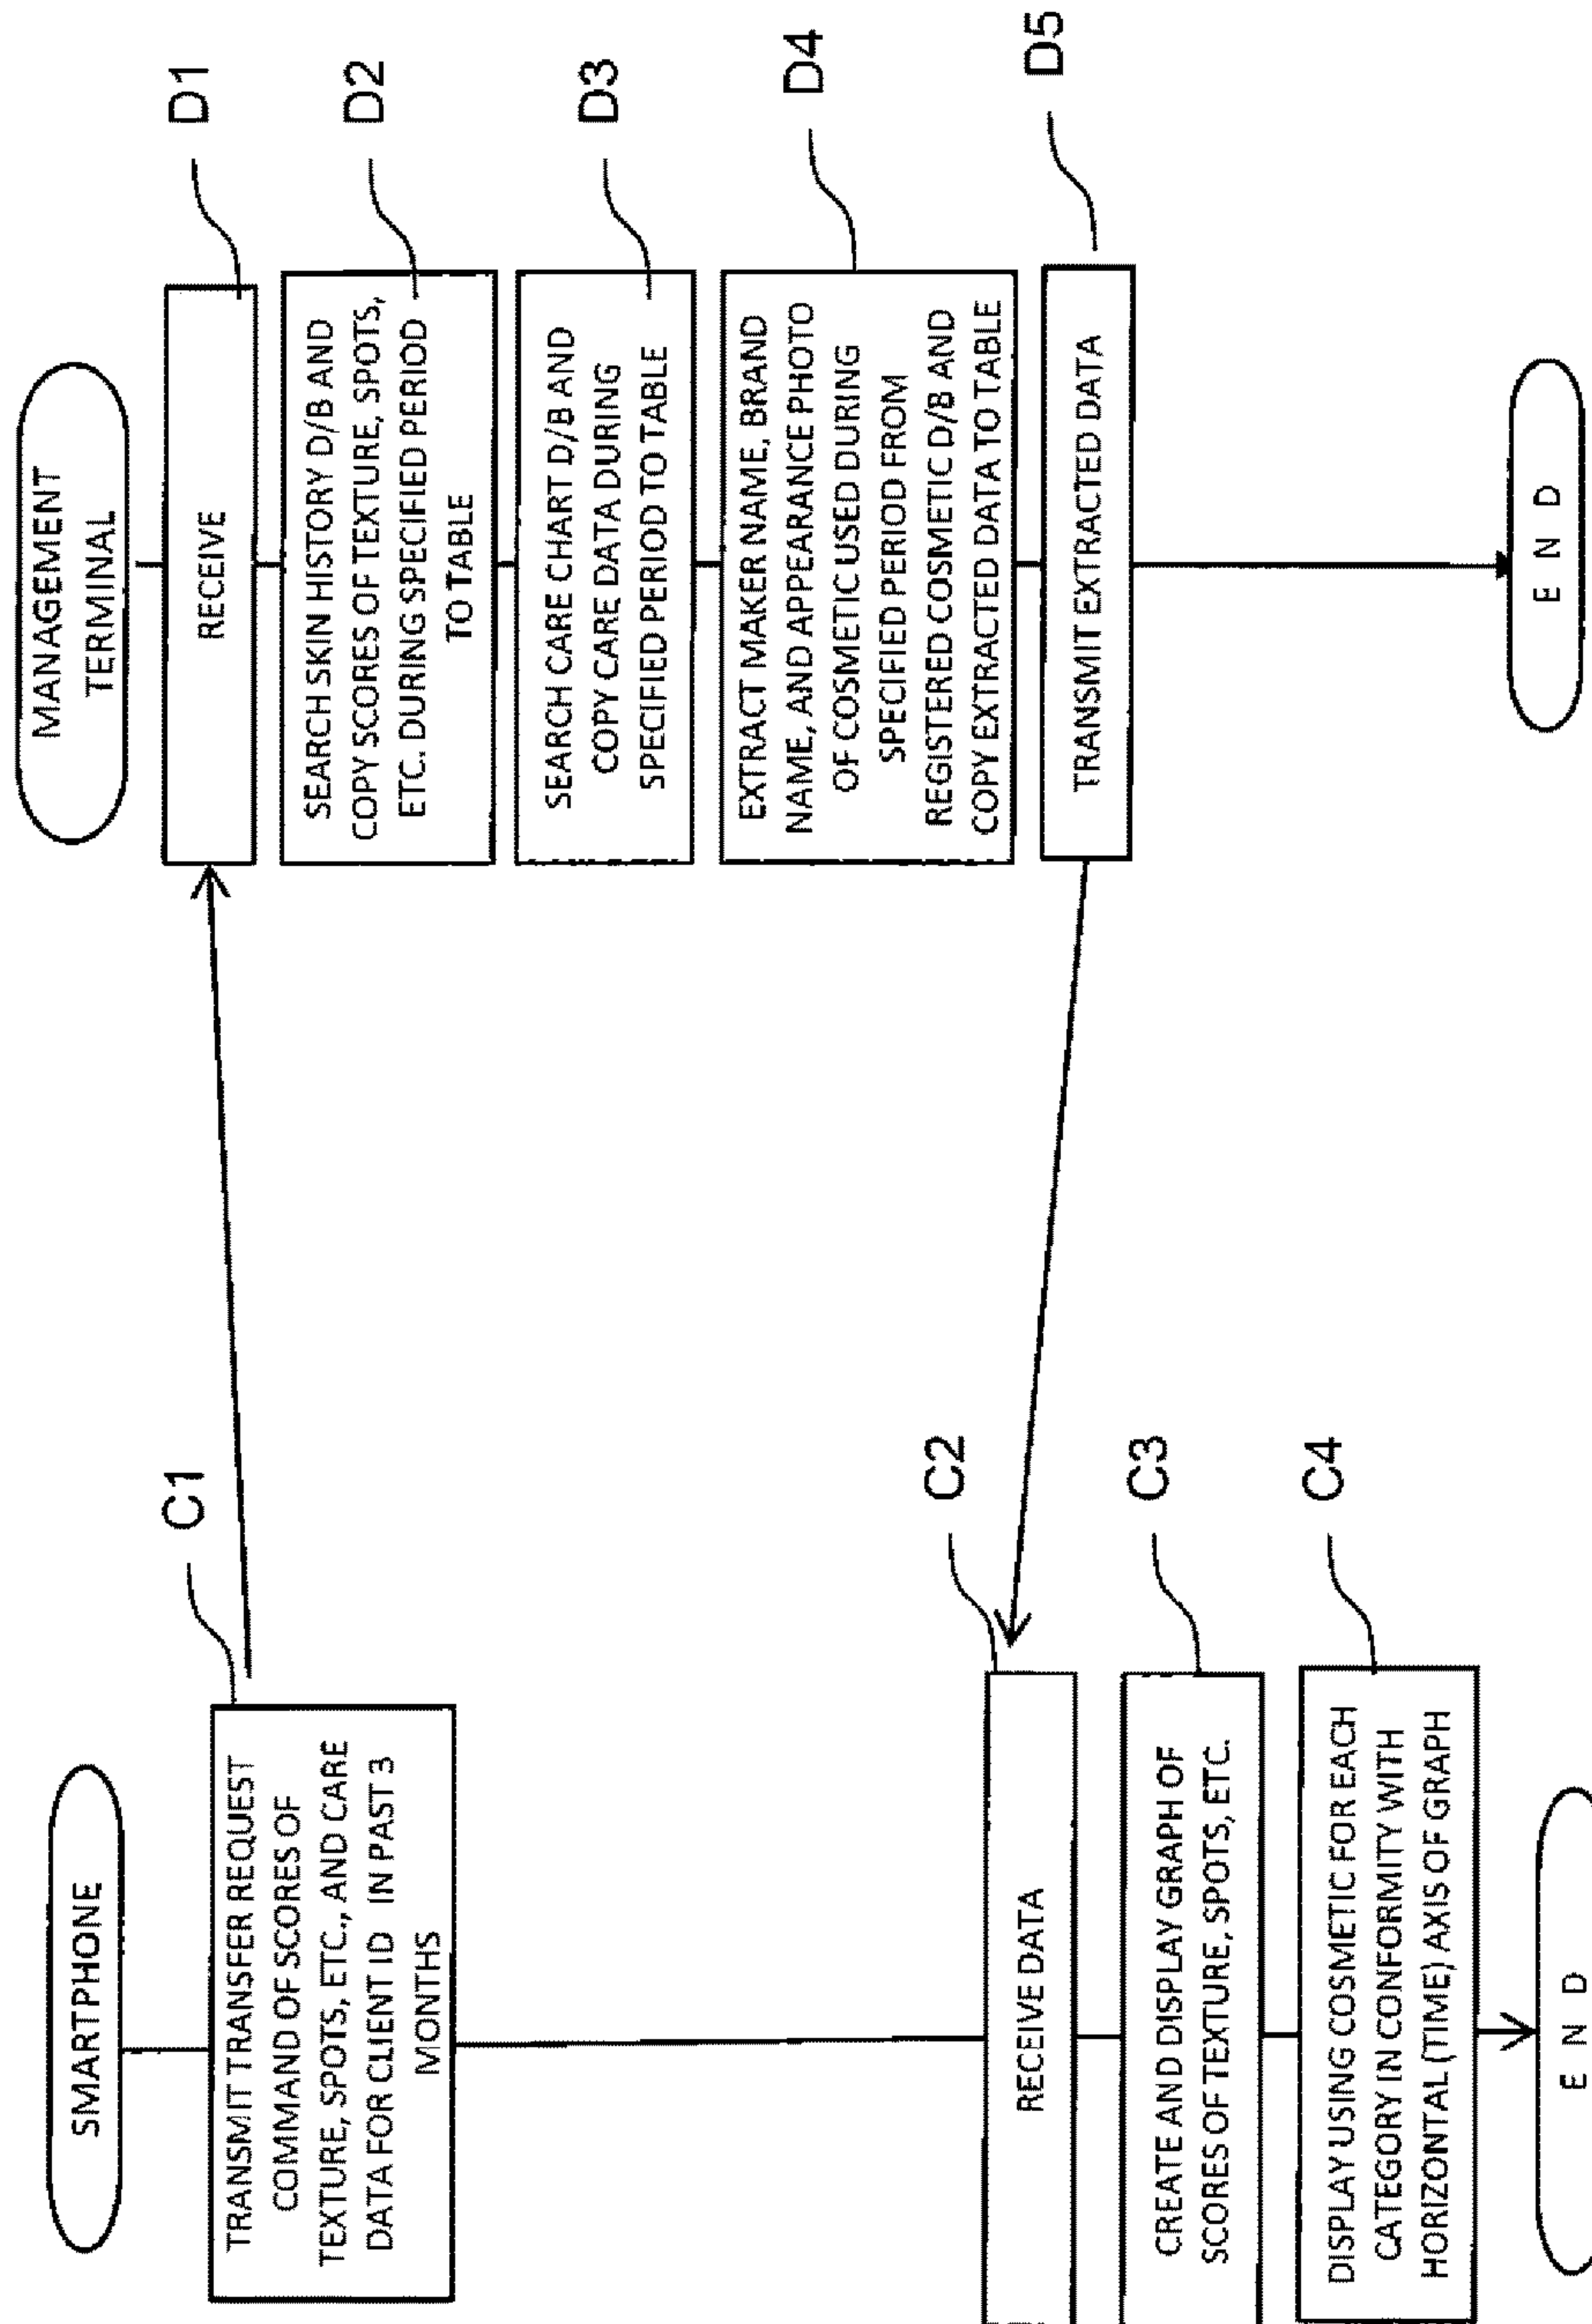 SMARTPHONE
C1
TRANSMIT TRANSFER REQUEST
COMMAND OF SCORES OF
TEXTURE, SPOTS, ETC., AND CARE
DATA FOR CLIENT ID IN PAST 3
MONTHS
C2
RECEIVE DATA
C3
CREATE AND DISPLAY GRAPH OF
SCORES OF TEXTURE, SPOTS, ETC.
C4
DISPLAY USING COSMETIC FOR EACH
CATEGORY IN CONFORMITY WITH
HORIZONTAL (TIME) AXIS OF GRAPH
E N D
MANAGEMENT
TERMINAL
D1
RECEIVE
D2
SEARCH SKIN HISTORY D/B AND
COPY SCORES OF TEXTURE, SPOTS,
ETC. DURING SPECIFIED PERIOD
TO TABLE
D3
SEARCH CARE CHART D/B AND
COPY CARE DATA DURING
SPECIFIED PERIOD TO TABLE
D4
EXTRACT MAKER NAME, BRAND
NAME, AND APPEARANCE PHOTO
OF COSMETIC USED DURING
SPECIFIED PERIOD FROM
REGISTERED COSMETIC D/B AND
COPY EXTRACTED DATA TO TABLE
D5
TRANSMIT EXTRACTED DATA
E N D